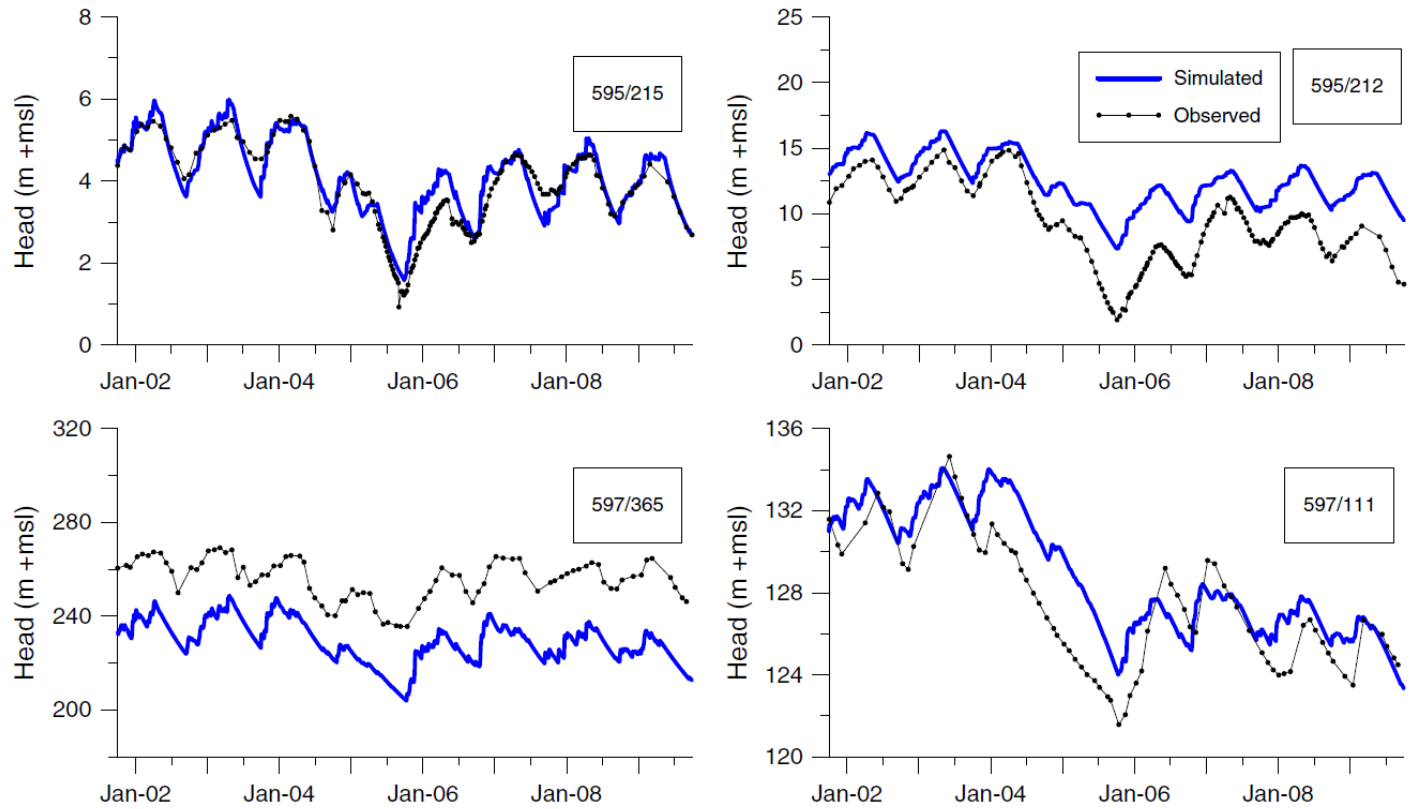 8
6
4
2
0
Head (m +msl)
595/215
Jan-02
Jan-04
Jan-06
Jan-08
25
20
15
10
5
0
Head (m +msl)
Simulated
Observed
595/212
Jan-02
Jan-04
Jan-06
Jan-08
320
280
240
200
Head (m +msl)
597/365
Jan-02
Jan-04
Jan-06
Jan-08
136
132
128
124
120
Head (m +msl)
597/111
Jan-02
Jan-04
Jan-06
Jan-08